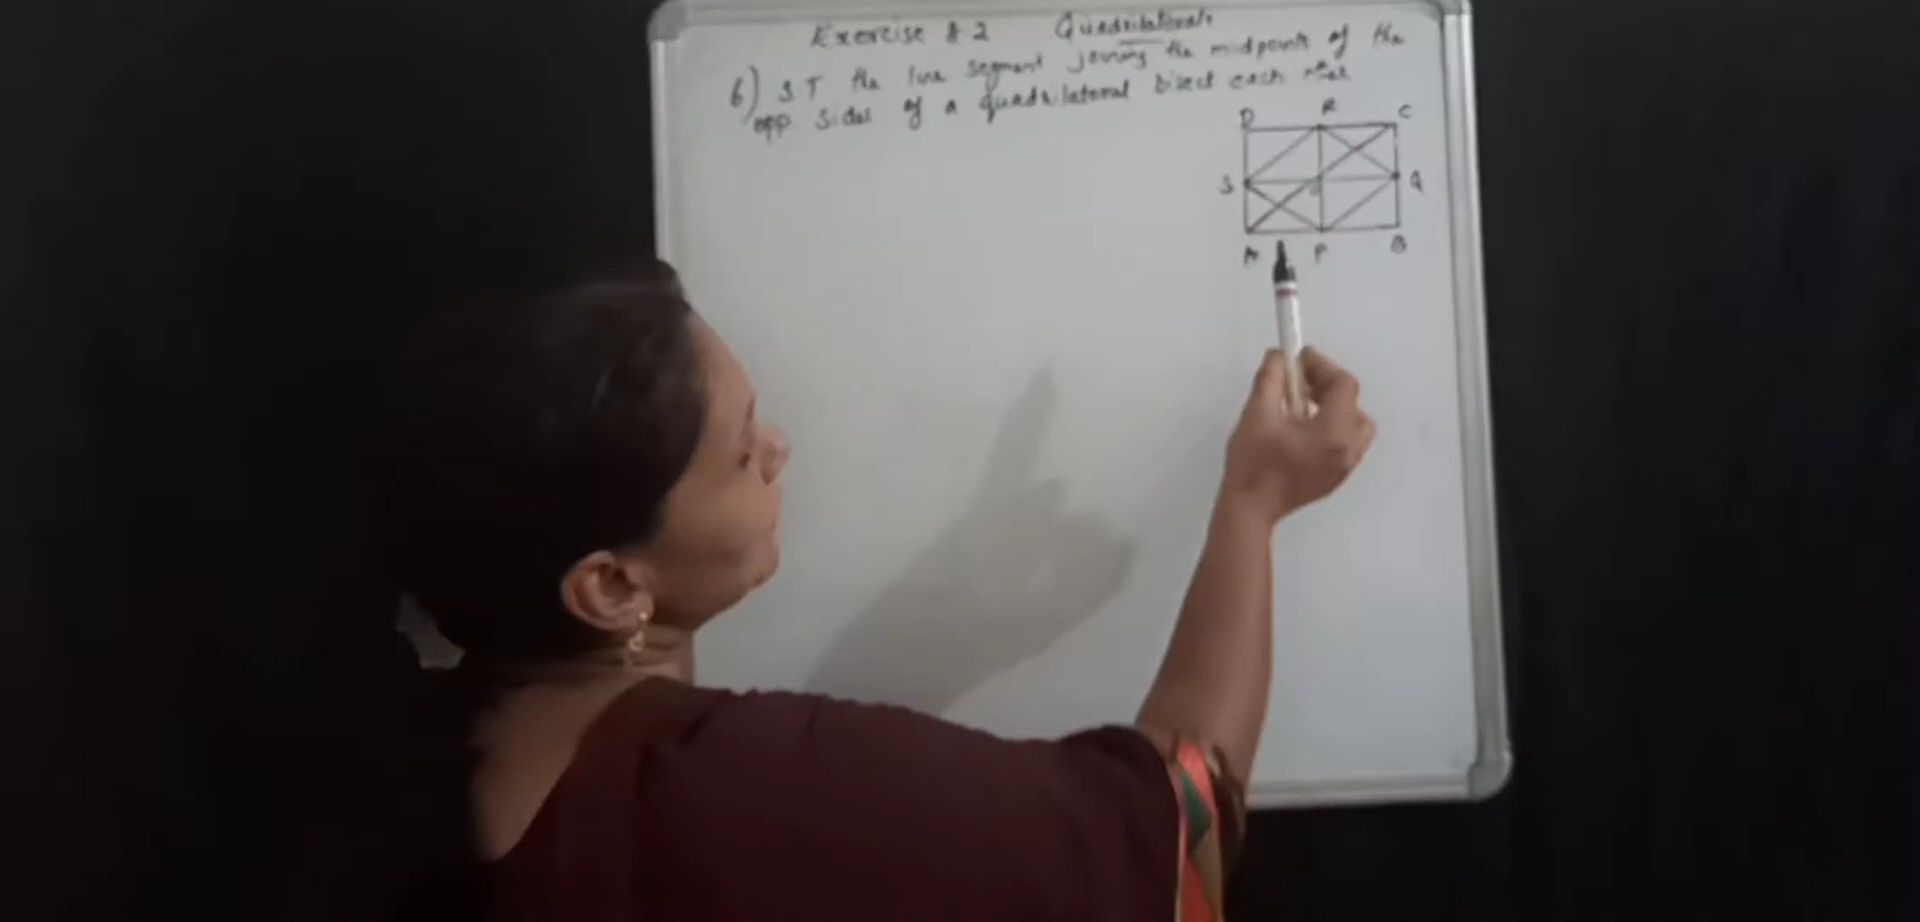 Exercise 8 2 Quadrilaterals
6) S T the line segment joining the midpoints of the
opp. sides of a quadrilateral bisect each other
D R C
S O Q
A P B